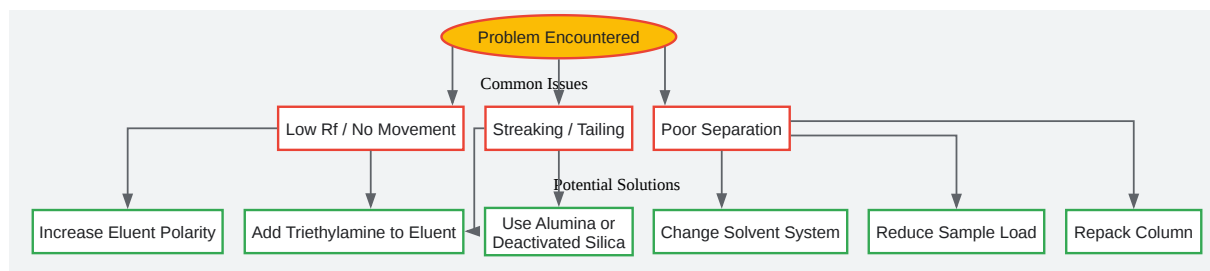 Problem Encountered
Common Issues
Low Rf / No Movement
Streaking / Tailing
Poor Separation
Potential Solutions
Increase Eluent Polarity
Add Triethylamine to Eluent
Use Alumina or
Deactivated Silica
Change Solvent System
Reduce Sample Load
Repack Column